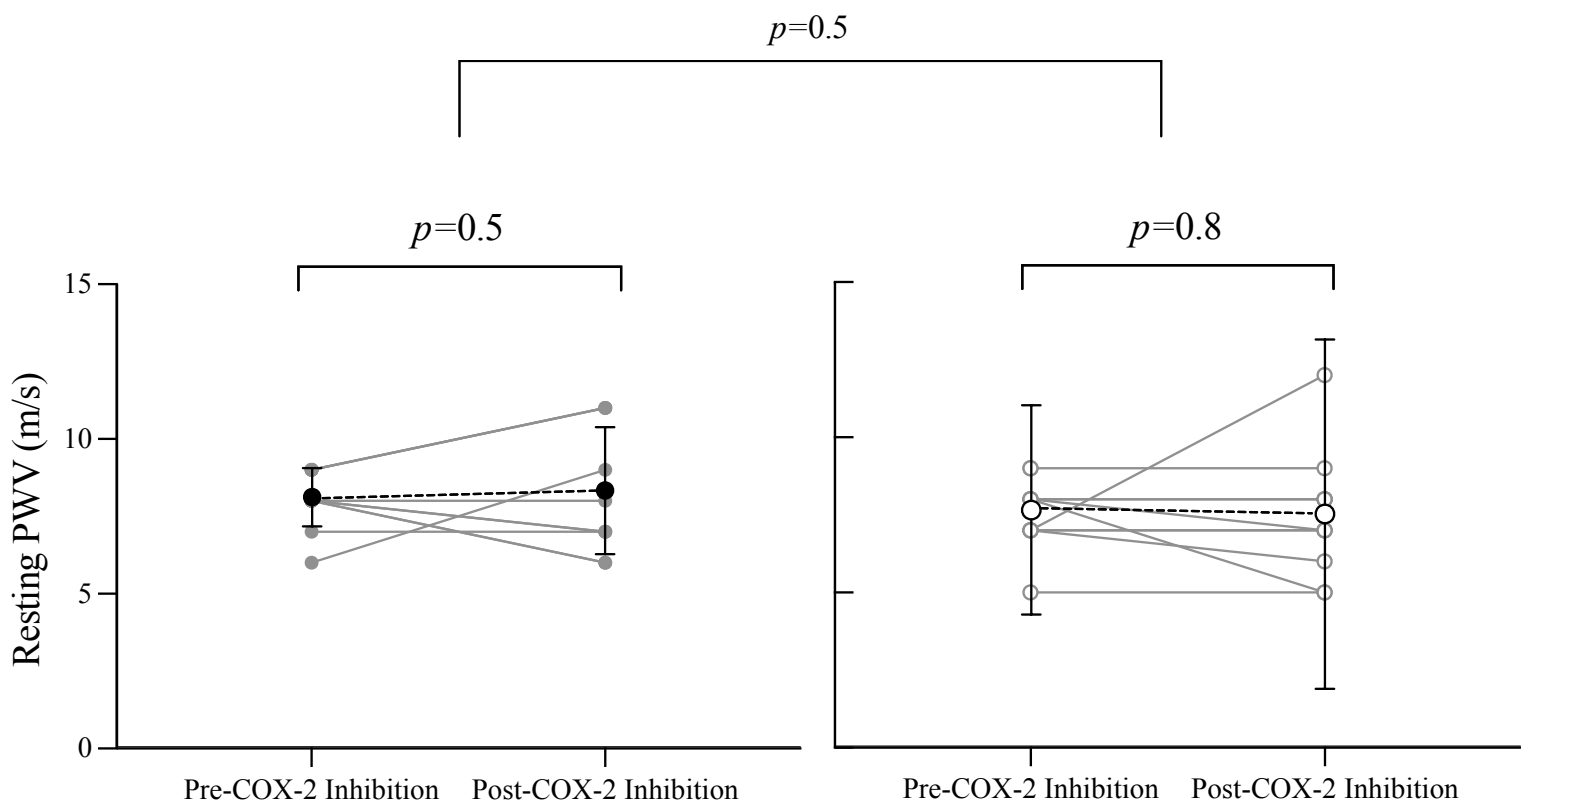 p=0.5
p=0.5
p=0.8
15
10
5
0
Resting PWV (m/s)
Pre-COX-2 Inhibition Post-COX-2 Inhibition
Pre-COX-2 Inhibition Post-COX-2 Inhibition